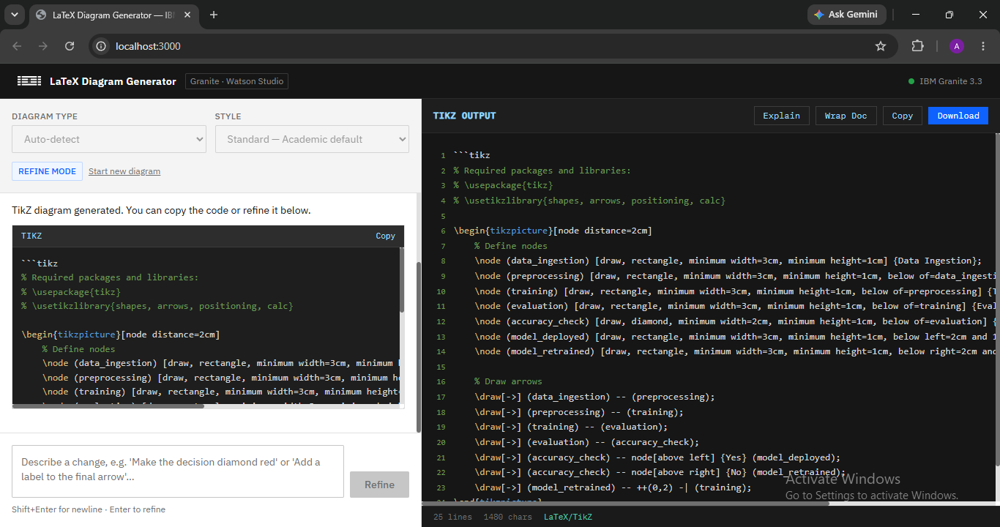 LaTeX Diagram Generator — IB
Ask Gemini
localhost:3000
A
IBM LaTeX Diagram Generator Granite · Watson Studio
IBM Granite 3.3
DIAGRAM TYPE STYLE
Auto-detect Standard — Academic default
REFINE MODE Start new diagram
TikZ diagram generated. You can copy the code or refine it below.
TIKZ Copy
```tikz
% Required packages and libraries:
% \usepackage{tikz}
% \usetikzlibrary{shapes, arrows, positioning, calc}
\begin{tikzpicture}[node distance=2cm]
% Define nodes
\node (data_ingestion) [draw, rectangle, minimum width=3cm, minimum
\node (preprocessing) [draw, rectangle, minimum width=3cm, minimum h
\node (training) [draw, rectangle, minimum width=3cm, minimum height
Describe a change, e.g. 'Make the decision diamond red' or 'Add a
label to the final arrow'...
Refine
Shift+Enter for newline · Enter to refine
TIKZ OUTPUT Explain Wrap Doc Copy Download
1 ```tikz
2 % Required packages and libraries:
3 % \usepackage{tikz}
4 % \usetikzlibrary{shapes, arrows, positioning, calc}
5
6 \begin{tikzpicture}[node distance=2cm]
7 % Define nodes
8 \node (data_ingestion) [draw, rectangle, minimum width=3cm, minimum height=1cm] {Data Ingestion};
9 \node (preprocessing) [draw, rectangle, minimum width=3cm, minimum height=1cm, below of=data_ingesti
10 \node (training) [draw, rectangle, minimum width=3cm, minimum height=1cm, below of=preprocessing] {T
11 \node (evaluation) [draw, rectangle, minimum width=3cm, minimum height=1cm, below of=training] {Eval
12 \node (accuracy_check) [draw, diamond, minimum width=2cm, minimum height=1cm, below of=evaluation] {
13 \node (model_deployed) [draw, rectangle, minimum width=3cm, minimum height=1cm, below left=2cm and 1
14 \node (model_retrained) [draw, rectangle, minimum width=3cm, minimum height=1cm, below right=2cm and
15
16 % Draw arrows
17 \draw[->] (data_ingestion) -- (preprocessing);
18 \draw[->] (preprocessing) -- (training);
19 \draw[->] (training) -- (evaluation);
20 \draw[->] (evaluation) -- (accuracy_check);
21 \draw[->] (accuracy_check) -- node[above left] {Yes} (model_deployed);
22 \draw[->] (accuracy_check) -- node[above right] {No} (model_retrained);
23 \draw[->] (model_retrained) -- ++(0,2) -| (training);
Activate Windows
Go to Settings to activate Windows.
25 lines 1480 chars LaTeX/TikZ